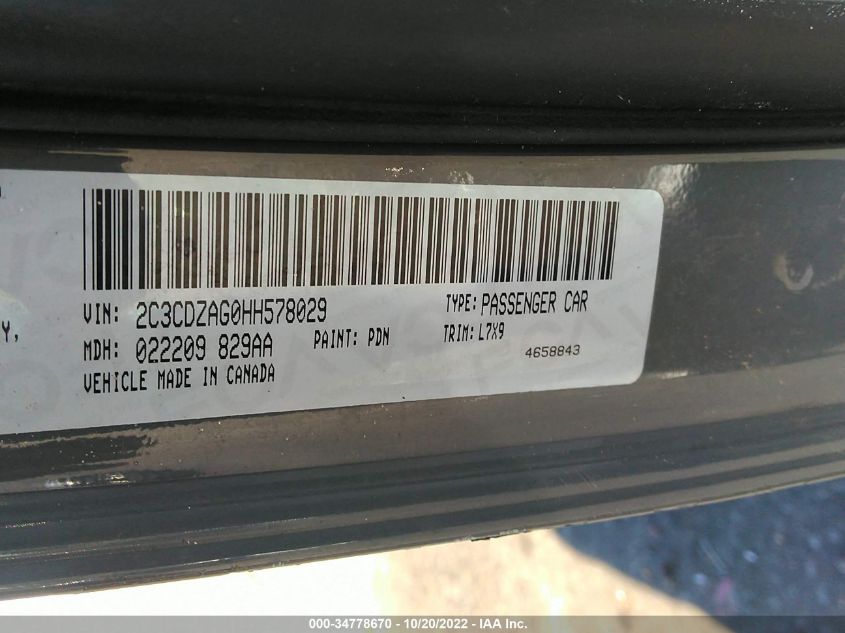 VIN: 2C3CDZAG0HH578029
TYPE: PASSENGER CAR
Y,
MDH: 022209 829AA
PAINT: PDN
TRIM: L7X9
4658843
VEHICLE MADE IN CANADA
000-34778670 - 10/20/2022 - IAA Inc.